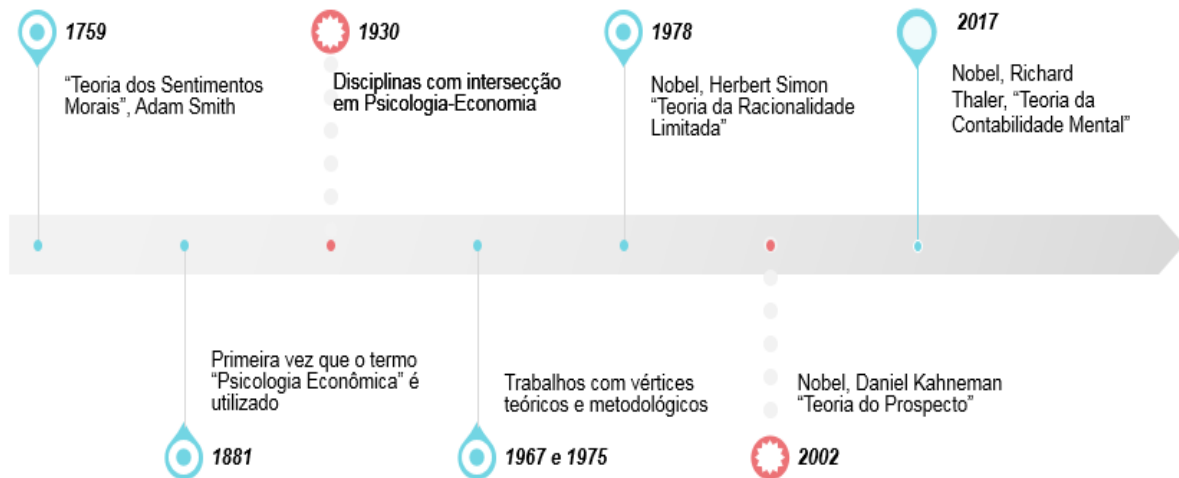 1759
“Teoria dos Sentimentos
Morais”, Adam Smith
1930
Disciplinas com intersecção
em Psicologia-Economia
1978
Nobel, Herbert Simon
“Teoria da Racionalidade
Limitada”
2017
Nobel, Richard
Thaler, “Teoria da
Contabilidade Mental”
Primeira vez que o termo
“Psicologia Econômica” é
utilizado
1881
Trabalhos com vértices
teóricos e metodológicos
1967 e 1975
Nobel, Daniel Kahneman
“Teoria do Prospecto”
2002